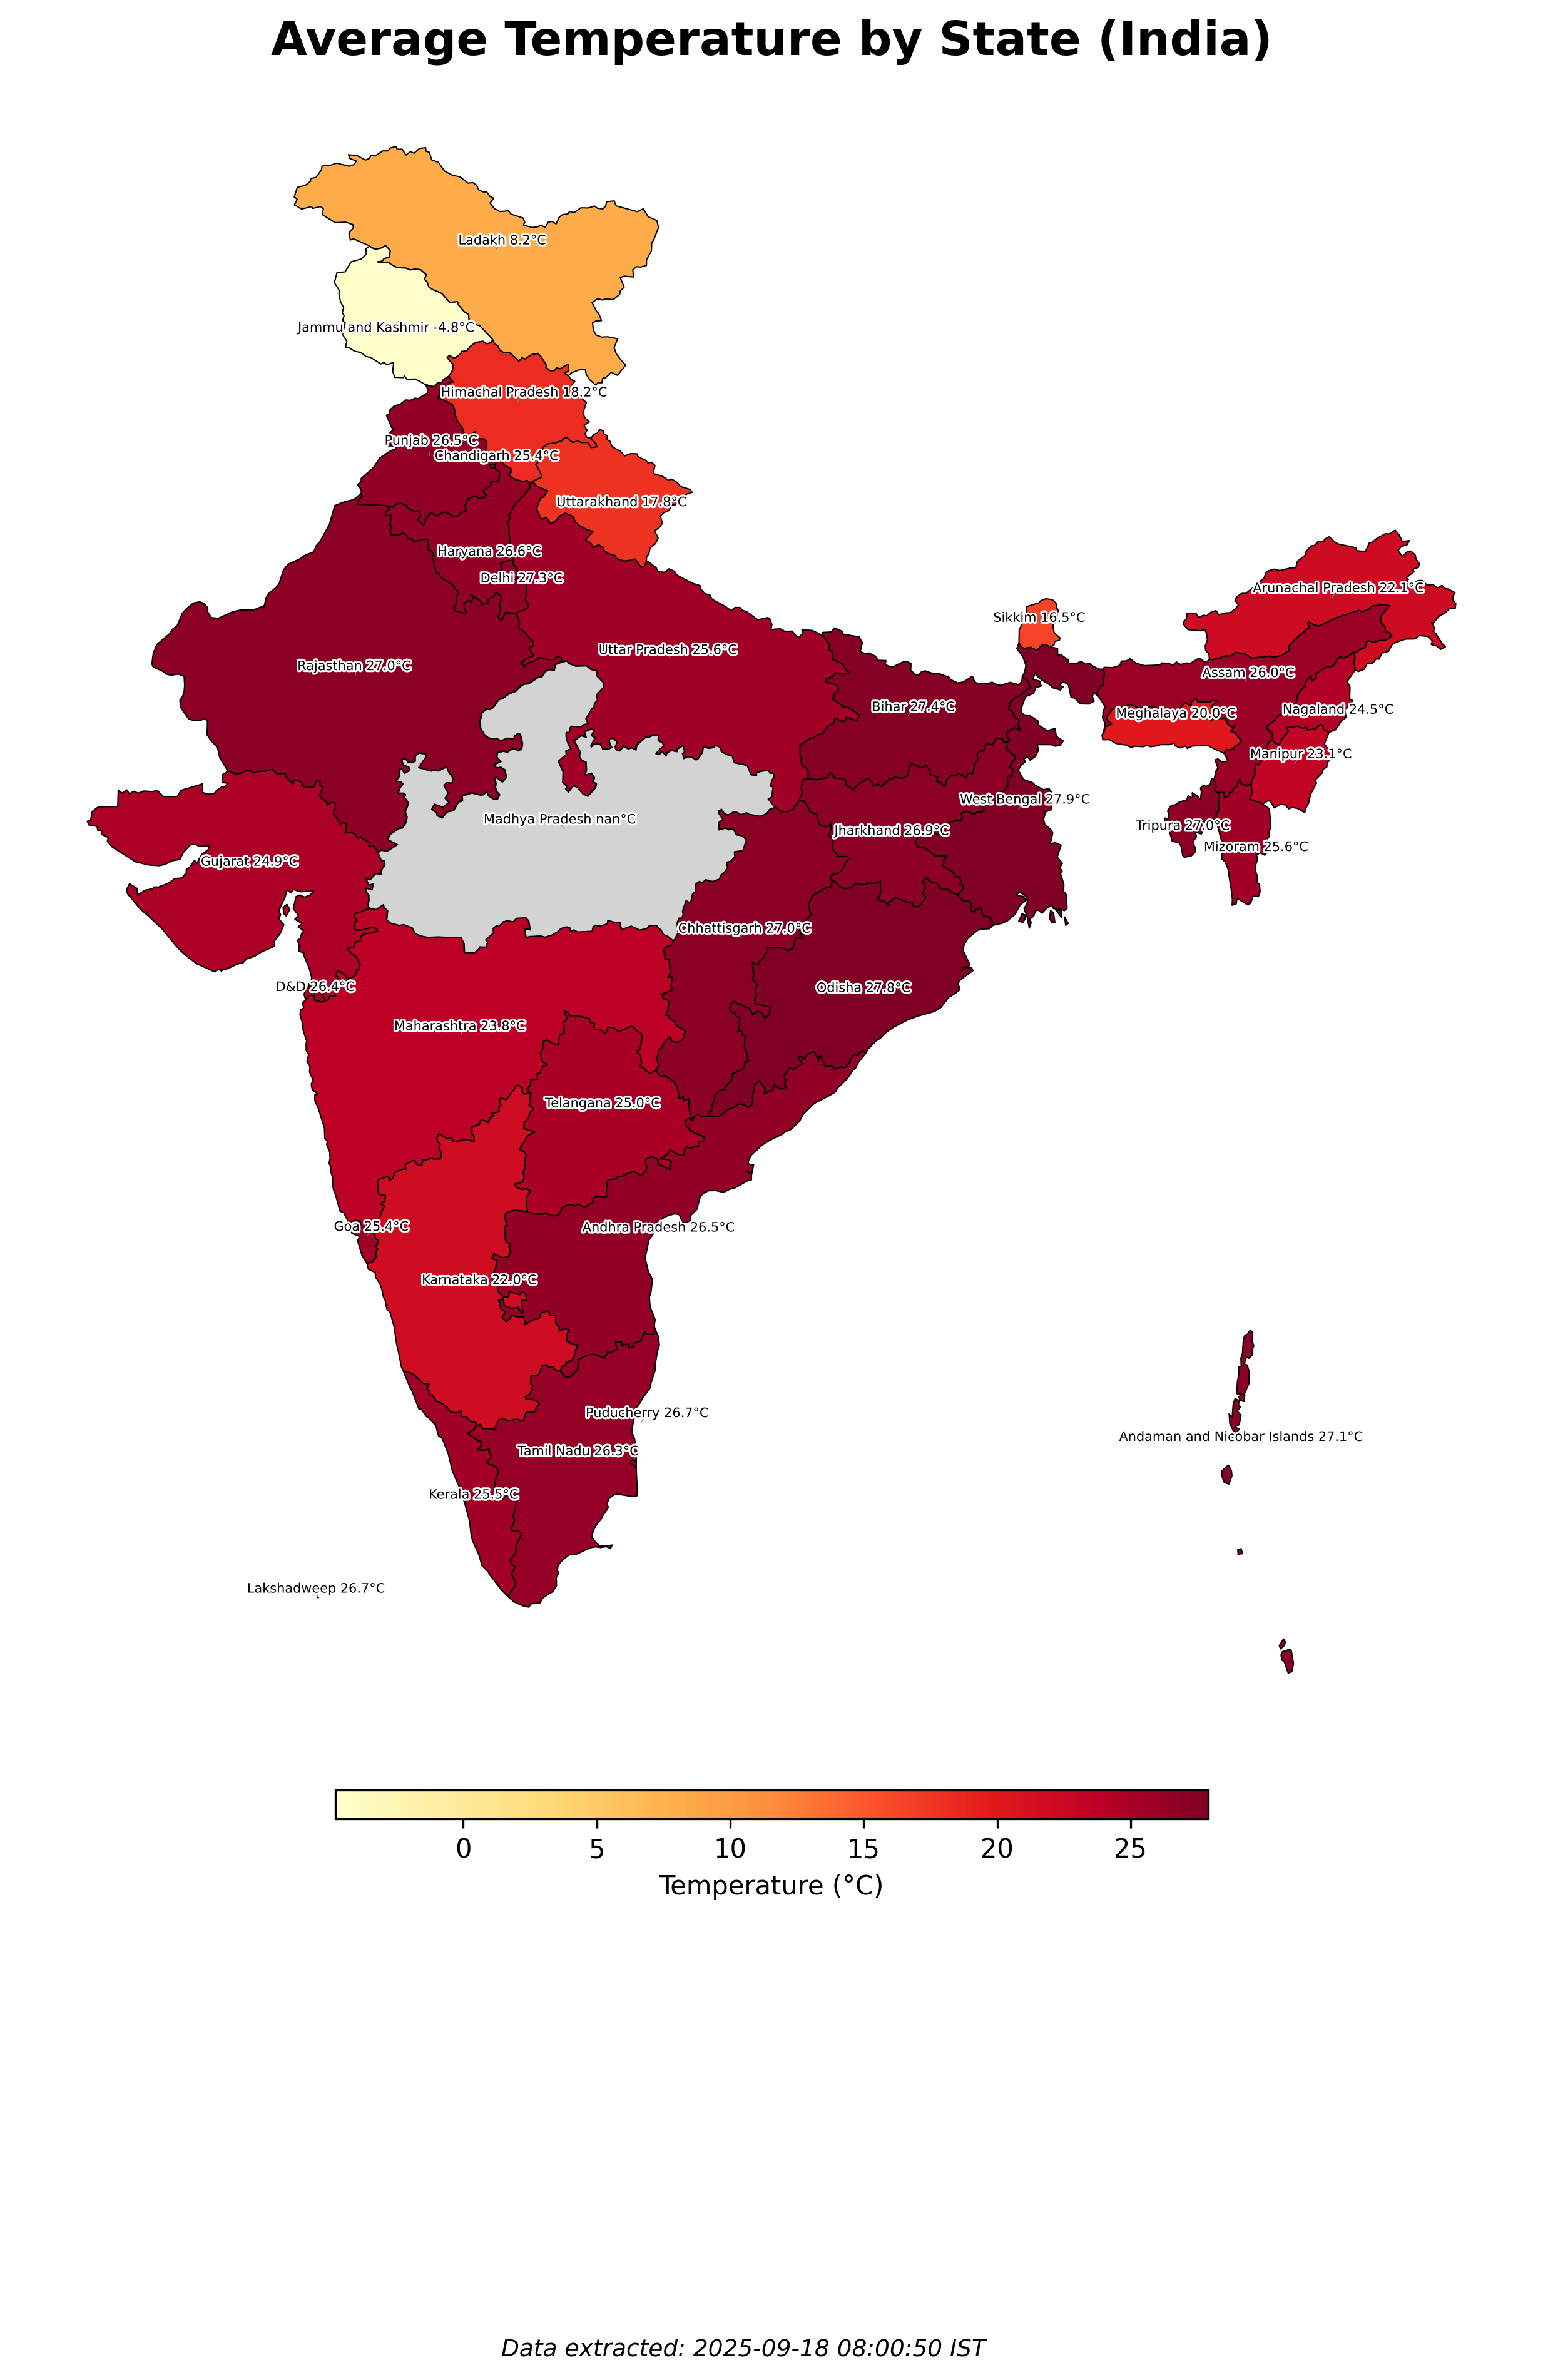 Average Temperature by State (India)
Ladakh 8.2°C
Jammu and Kashmir -4.8°C
Himachal Pradesh 18.2°C
Punjab 26.5°C
Chandigarh 25.4°C
Uttarakhand 17.8°C
Haryana 26.6°C
Delhi 27.3°C
Arunachal Pradesh 22.1°C
Sikkim 16.5°C
Uttar Pradesh 25.6°C
Rajasthan 27.0°C
Assam 26.0°C
Bihar 27.4°C
Nagaland 24.5°C
Meghalaya 20.0°C
Manipur 23.1°C
West Bengal 27.9°C
Madhya Pradesh nan°C
Tripura 27.0°C
Jharkhand 26.9°C
Mizoram 25.6°C
Gujarat 24.9°C
Chhattisgarh 27.0°C
D&D 26.4°C
Odisha 27.8°C
Maharashtra 23.8°C
Telangana 25.0°C
Goa 25.4°C
Andhra Pradesh 26.5°C
Karnataka 22.0°C
Puducherry 26.7°C
Andaman and Nicobar Islands 27.1°C
Tamil Nadu 26.3°C
Kerala 25.5°C
Lakshadweep 26.7°C
0 5 10 15 20 25
Temperature (°C)
Data extracted: 2025-09-18 08:00:50 IST